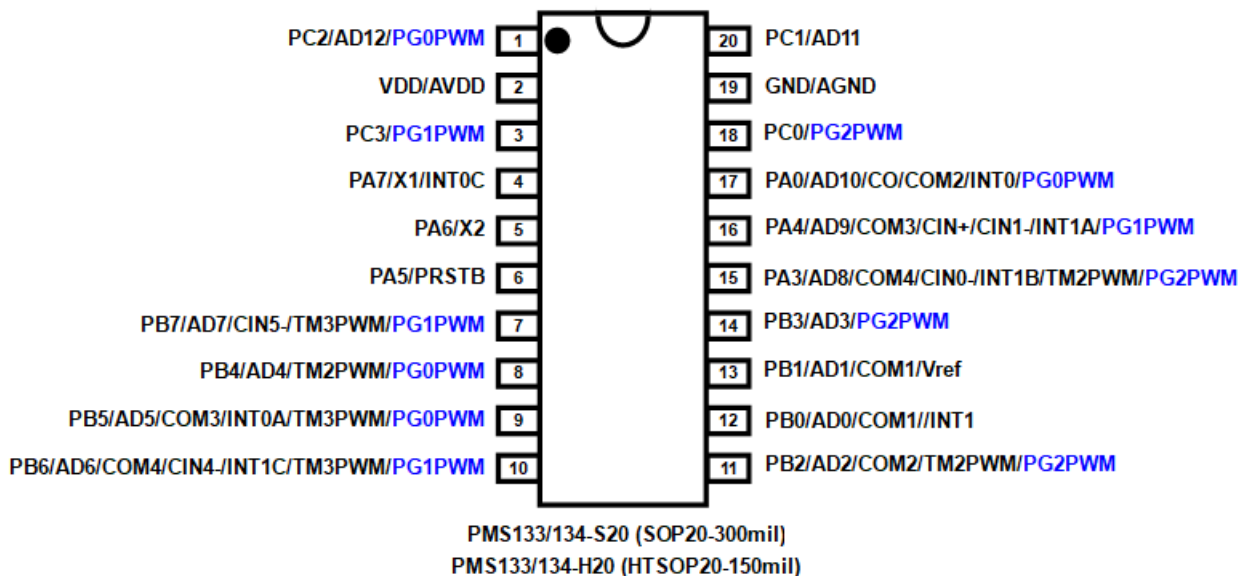 PC2/AD12/PG0PWM 1 20 PC1/AD11
VDD/AVDD 2 19 GND/AGND
PC3/PG1PWM 3 18 PC0/PG2PWM
PA7/X1/INT0C 4 17 PA0/AD10/CO/COM2/INT0/PG0PWM
PA6/X2 5 16 PA4/AD9/COM3/CIN+/CIN1-/INT1A/PG1PWM
PA5/PRSTB 6 15 PA3/AD8/COM4/CIN0-/INT1B/TM2PWM/PG2PWM
PB7/AD7/CIN5-/TM3PWM/PG1PWM 7 14 PB3/AD3/PG2PWM
PB4/AD4/TM2PWM/PG0PWM 8 13 PB1/AD1/COM1/Vref
PB5/AD5/COM3/INT0A/TM3PWM/PG0PWM 9 12 PB0/AD0/COM1//INT1
PB6/AD6/COM4/CIN4-/INT1C/TM3PWM/PG1PWM 10 11 PB2/AD2/COM2/TM2PWM/PG2PWM
PMS133/134-S20 (SOP20-300mil)
PMS133/134-H20 (HTSOP20-150mil)